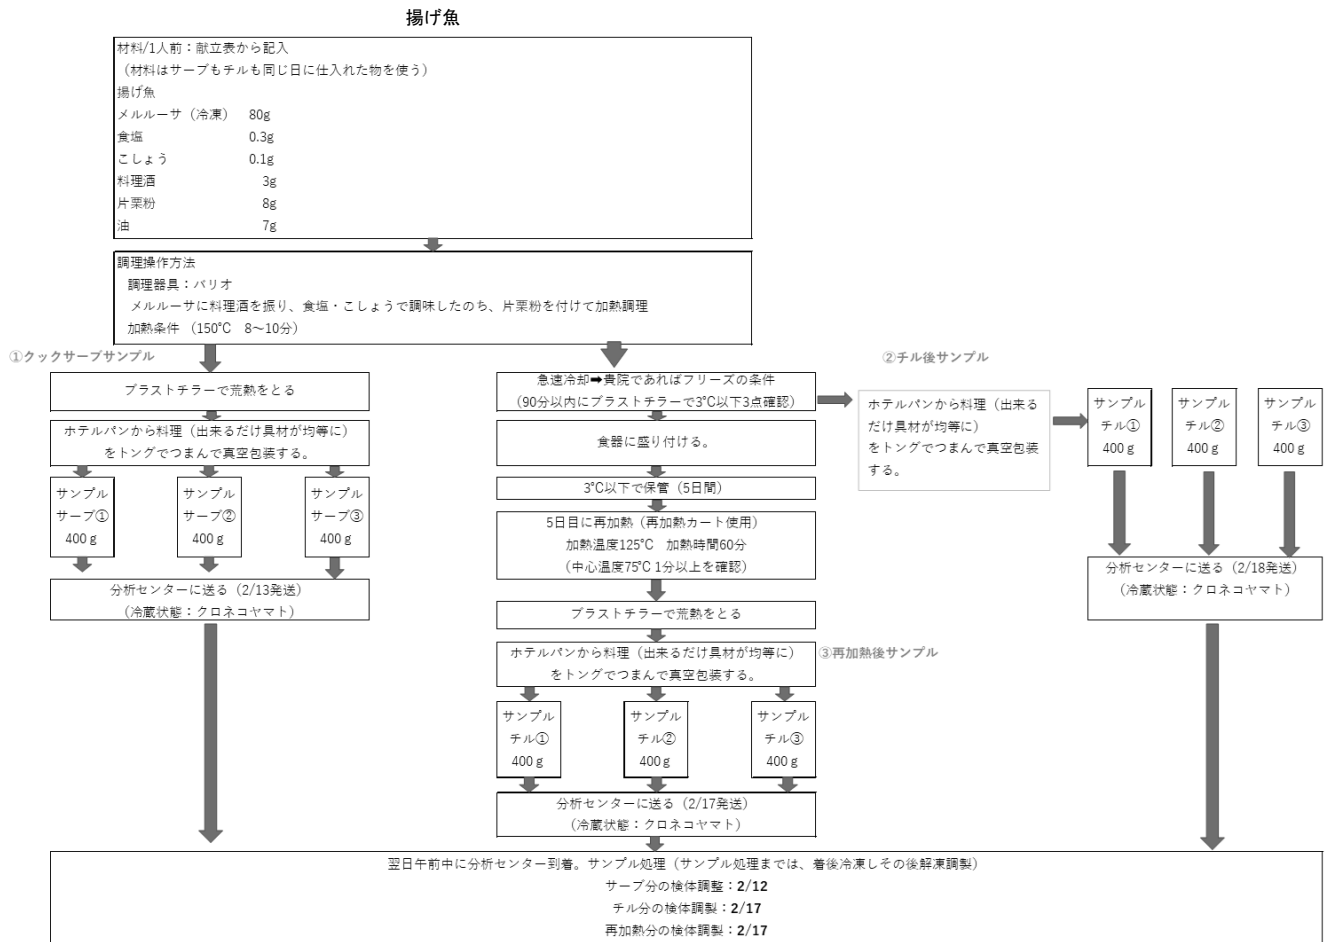 揚げ魚
材料/1人前：献立表から記入
（材料はサーブもチルも同じ日に仕入れた物を使う）
揚げ魚
メルルーサ（冷凍） 80g
食塩 0.3g
こしょう 0.1g
料理酒 3g
片栗粉 8g
油 7g
調理操作方法
調理器具：バリオ
メルルーサに料理酒を振り、食塩・こしょうで調味したのち、片栗粉を付けて加熱調理
加熱条件 （150℃ 8～10分）
①クックサーブサンプル
ブラストチラーで荒熱をとる
ホテルパンから料理（出来るだけ具材が均等に）
をトングでつまんで真空包装する。
サンプル
サーブ①
400ｇ
サンプル
サーブ②
400ｇ
サンプル
サーブ③
400ｇ
分析センターに送る（2/13発送）
（冷蔵状態：クロネコヤマト）
急速冷却➡貴院であればフリーズの条件
（90分以内にブラストチラーで3℃以下3点確認）
食器に盛り付ける。
3℃以下で保管（5日間）
5日目に再加熱（再加熱カート使用）
加熱温度125℃ 加熱時間60分
（中心温度75℃ 1分以上を確認）
ブラストチラーで荒熱をとる
ホテルパンから料理（出来るだけ具材が均等に）
をトングでつまんで真空包装する。
③再加熱後サンプル
サンプル
チル①
400ｇ
サンプル
チル②
400ｇ
サンプル
チル③
400ｇ
分析センターに送る（2/17発送）
（冷蔵状態：クロネコヤマト）
②チル後サンプル
ホテルパンから料理（出来る
だけ具材が均等に）
をトングでつまんで真空包装
する。
サンプル
チル①
400ｇ
サンプル
チル②
400ｇ
サンプル
チル③
400ｇ
分析センターに送る（2/18発送）
（冷蔵状態：クロネコヤマト）
翌日午前中に分析センター到着。サンプル処理（サンプル処理までは、着後冷凍しその後解凍調製）
サーブ分の検体調整：2/12
チル分の検体調製：2/17
再加熱分の検体調製：2/17